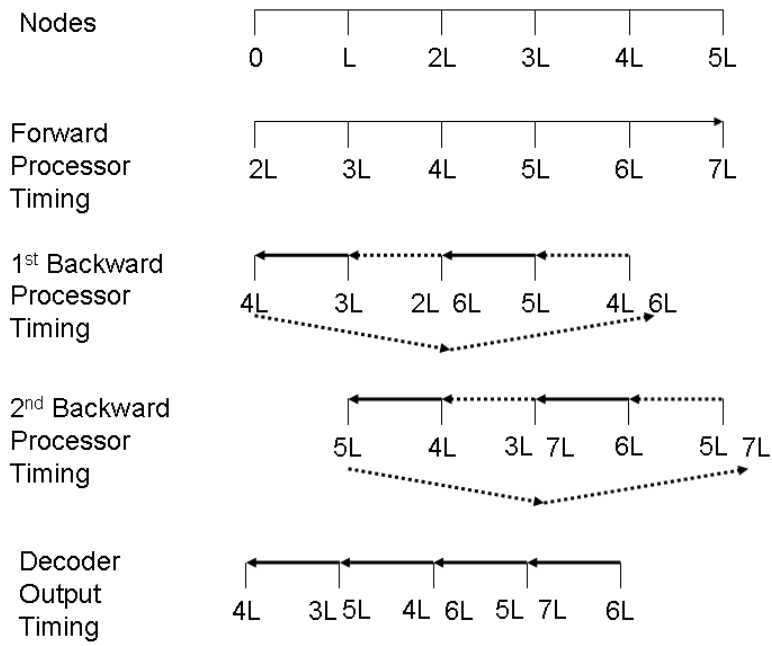 Nodes
0 L 2L 3L 4L 5L
Forward
Processor
Timing
2L 3L 4L 5L 6L 7L
1st Backward
Processor
Timing
4L 3L 2L 6L 5L 4L 6L
2nd Backward
Processor
Timing
5L 4L 3L 7L 6L 5L 7L
Decoder
Output
Timing
4L 3L 5L 4L 6L 5L 7L 6L